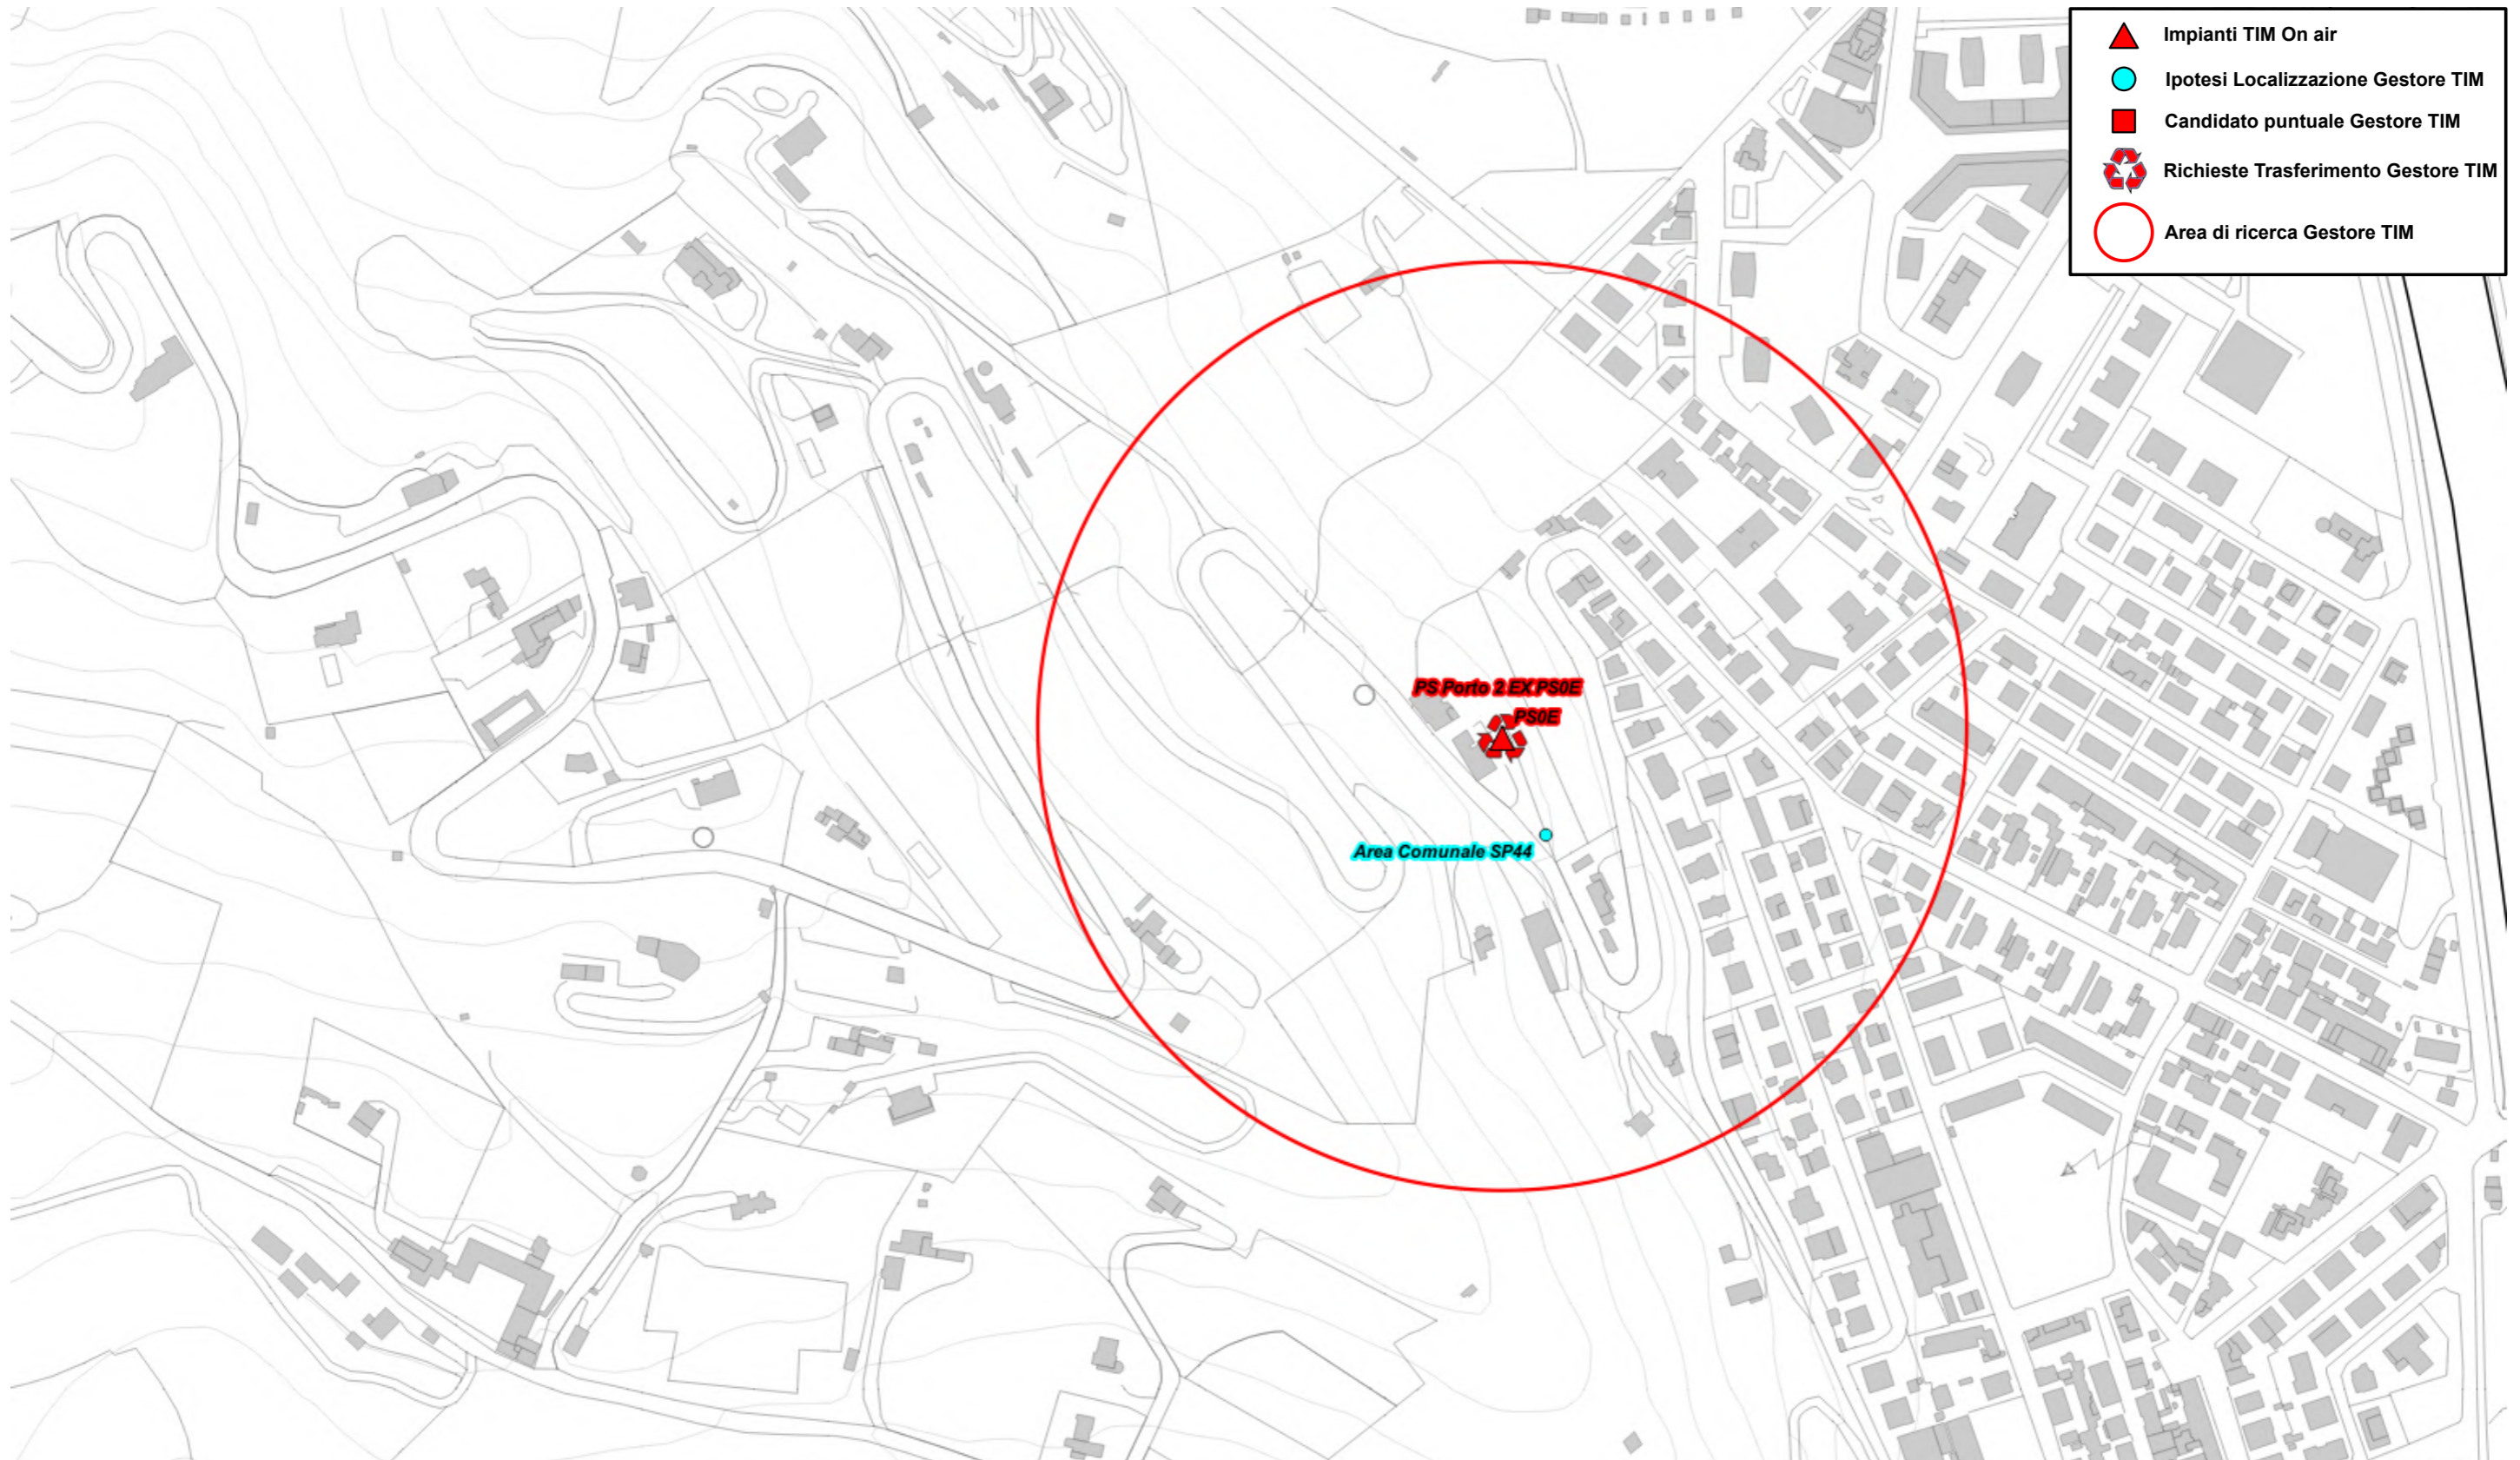 Impianti TIM On air
Ipotesi Localizzazione Gestore TIM
Candidato puntuale Gestore TIM
Richieste Trasferimento Gestore TIM
Area di ricerca Gestore TIM
PS Porto 2 EX PS0E
PS0E
Area Comunale SP44